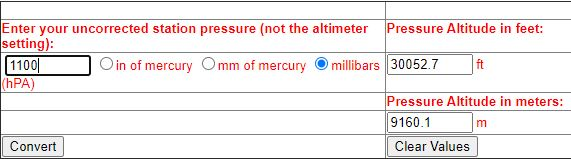 Enter your uncorrected station pressure (not the altimeter
setting):
Pressure Altitude in feet:
1100 in of mercury mm of mercury millibars
(hPA)
30052.7 ft
Pressure Altitude in meters:
9160.1 m
Convert
Clear Values